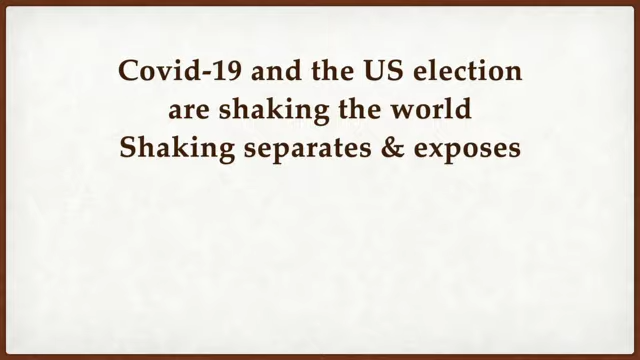 Covid-19 and the US election
are shaking the world
Shaking separates & exposes